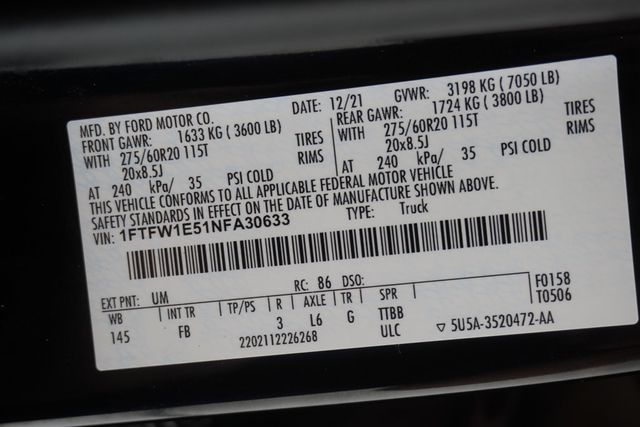 MFD. BY FORD MOTOR CO.
DATE: 12/21 GVWR: 3198 KG (7050 LB)
FRONT GAWR: 1633 KG (3600 LB)
REAR GAWR: 1724 KG (3800 LB)
WITH 275/60R20 115T TIRES
WITH 275/60R20 115T TIRES
20x8.5J RIMS
20x8.5J RIMS
AT 240 kPa/ 35 PSI COLD
AT 240 kPa/ 35 PSI COLD
THIS VEHICLE CONFORMS TO ALL APPLICABLE FEDERAL MOTOR VEHICLE
SAFETY STANDARDS IN EFFECT ON THE DATE OF MANUFACTURE SHOWN ABOVE.
VIN: 1FTFW1E51NFA30633 TYPE: Truck
EXT PNT: UM RC: 86 DSO: F0158
WB INT TR TP/PS R AXLE TR SPR T0506
145 FB 3 L6 G TTBB
2202112226268 ULC 5U5A-3520472-AA